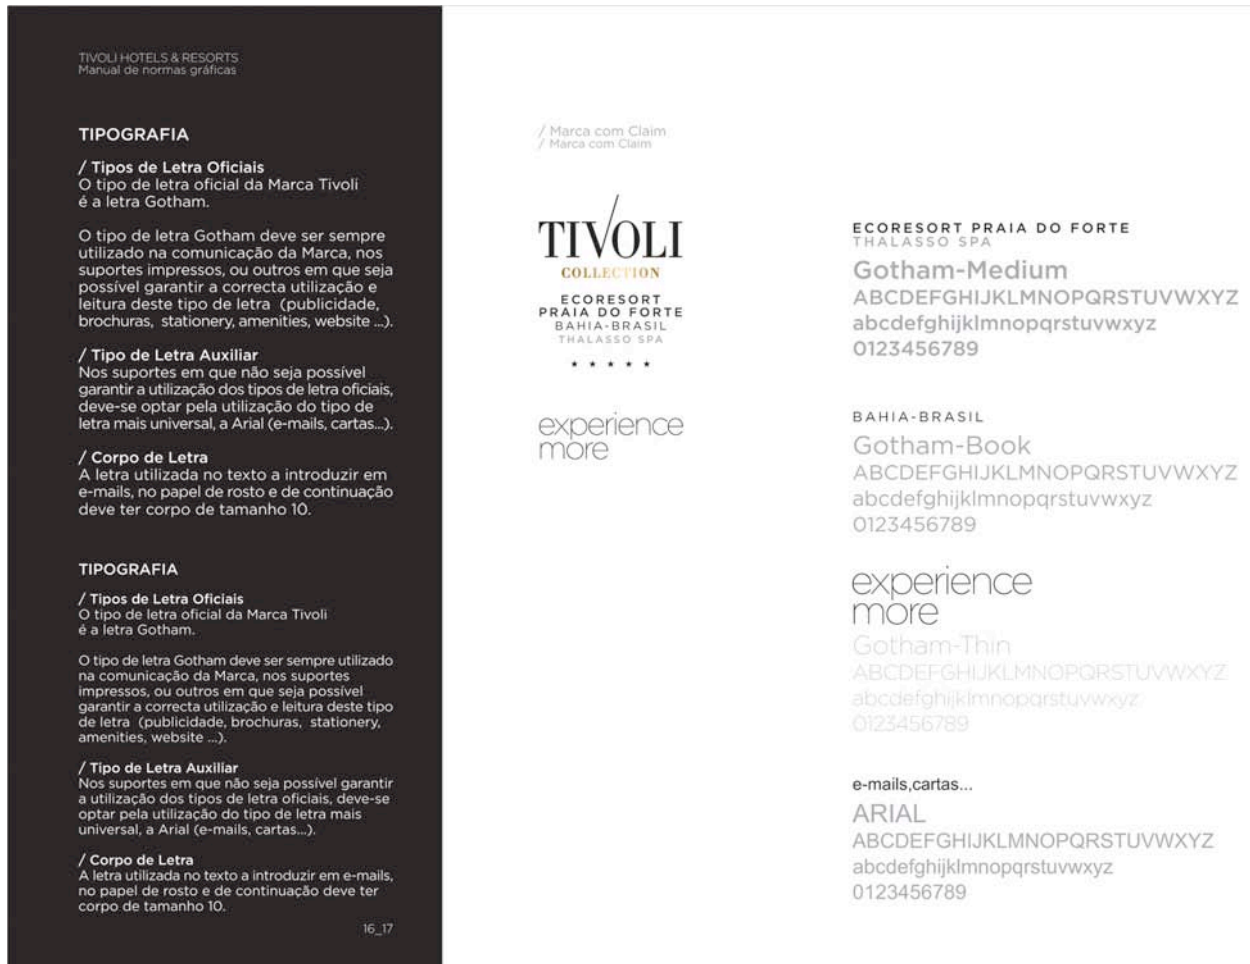 TIVOLI HOTELS & RESORTS
Manual de normas gráficas
TIPOGRAFIA
/ Tipos de Letra Oficiais
O tipo de letra oficial da Marca Tivoli
é a letra Gotham.
O tipo de letra Gotham deve ser sempre
utilizado na comunicação da Marca, nos
suportes impressos, ou outros em que seja
possível garantir a correcta utilização e
leitura deste tipo de letra (publicidade,
brochuras, stationery, amenities, website ...).
/ Tipo de Letra Auxiliar
Nos suportes em que não seja possível
garantir a utilização dos tipos de letra oficiais,
deve-se optar pela utilização do tipo de
letra mais universal, a Arial (e-mails, cartas...).
/ Corpo de Letra
A letra utilizada no texto a introduzir em
e-mails, no papel de rosto e de continuação
deve ter corpo de tamanho 10.
TIPOGRAFIA
/ Tipos de Letra Oficiais
O tipo de letra oficial da Marca Tivoli
é a letra Gotham.
O tipo de letra Gotham deve ser sempre utilizado
na comunicação da Marca, nos suportes
impressos, ou outros em que seja possível
garantir a correcta utilização e leitura deste tipo
de letra (publicidade, brochuras, stationery,
amenities, website ...).
/ Tipo de Letra Auxiliar
Nos suportes em que não seja possível garantir
a utilização dos tipos de letra oficiais, deve-se
optar pela utilização do tipo de letra mais
universal, a Arial (e-mails, cartas...).
/ Corpo de Letra
A letra utilizada no texto a introduzir em e-mails,
no papel de rosto e de continuação deve ter
corpo de tamanho 10.
16_17
/ Marca com Claim
/ Marca com Claim
TIVOLI
COLLECTION
ECORESORT
PRAIA DO FORTE
BAHIA-BRASIL
THALASSO SPA
★ ★ ★ ★ ★
experience
more
ECORESORT PRAIA DO FORTE
THALASSO SPA
Gotham-Medium
ABCDEFGHIJKLMNOPQRSTUVWXYZ
abcdefghijklmnopqrstuvwxyz
0123456789
BAHIA-BRASIL
Gotham-Book
ABCDEFGHIJKLMNOPQRSTUVWXYZ
abcdefghijklmnopqrstuvwxyz
0123456789
experience
more
Gotham-Thin
ABCDEFGHIJKLMNOPQRSTUVWXYZ
abcdefghijklmnopqrstuvwxyz
0123456789
e-mails,cartas...
ARIAL
ABCDEFGHIJKLMNOPQRSTUVWXYZ
abcdefghijklmnopqrstuvwxyz
0123456789